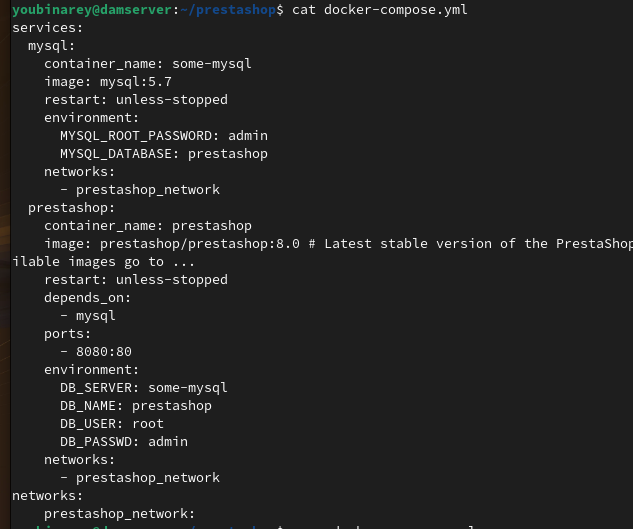 youbinarey@damserver:~/prestashop$ cat docker-compose.yml
services:
  mysql:
    container_name: some-mysql
    image: mysql:5.7
    restart: unless-stopped
    environment:
      MYSQL_ROOT_PASSWORD: admin
      MYSQL_DATABASE: prestashop
    networks:
      - prestashop_network
  prestashop:
    container_name: prestashop
    image: prestashop/prestashop:8.0 # Latest stable version of the PrestaShop
ilable images go to ...
    restart: unless-stopped
    depends_on:
      - mysql
    ports:
      - 8080:80
    environment:
      DB_SERVER: some-mysql
      DB_NAME: prestashop
      DB_USER: root
      DB_PASSWD: admin
    networks:
      - prestashop_network
networks:
    prestashop_network: